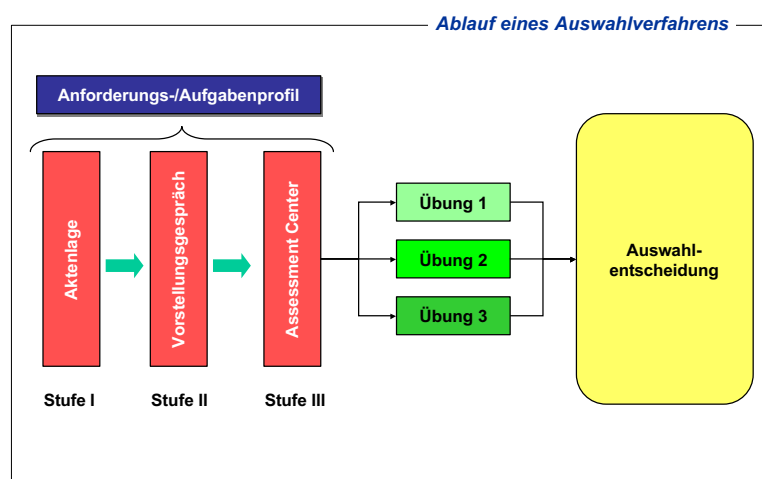 Ablauf eines Auswahlverfahrens
Anforderungs-/Aufgabenprofil
Aktenlage
Vorstellungsgespräch
Assessment Center
Übung 1
Übung 2
Übung 3
Auswahl-
entscheidung
Stufe I
Stufe II
Stufe III